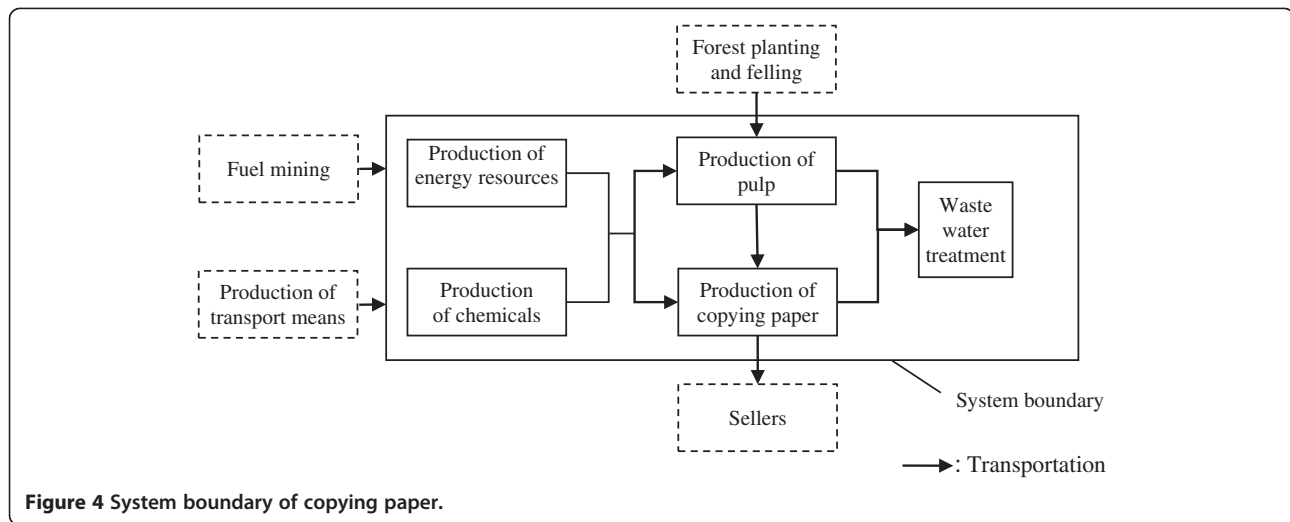 Forest planting
and felling
Fuel mining
Production of
energy resources
Production of
pulp
Waste
water
treatment
Production of
transport means
Production
of chemicals
Production of
copying paper
Sellers
System boundary
: Transportation
Figure 4 System boundary of copying paper.